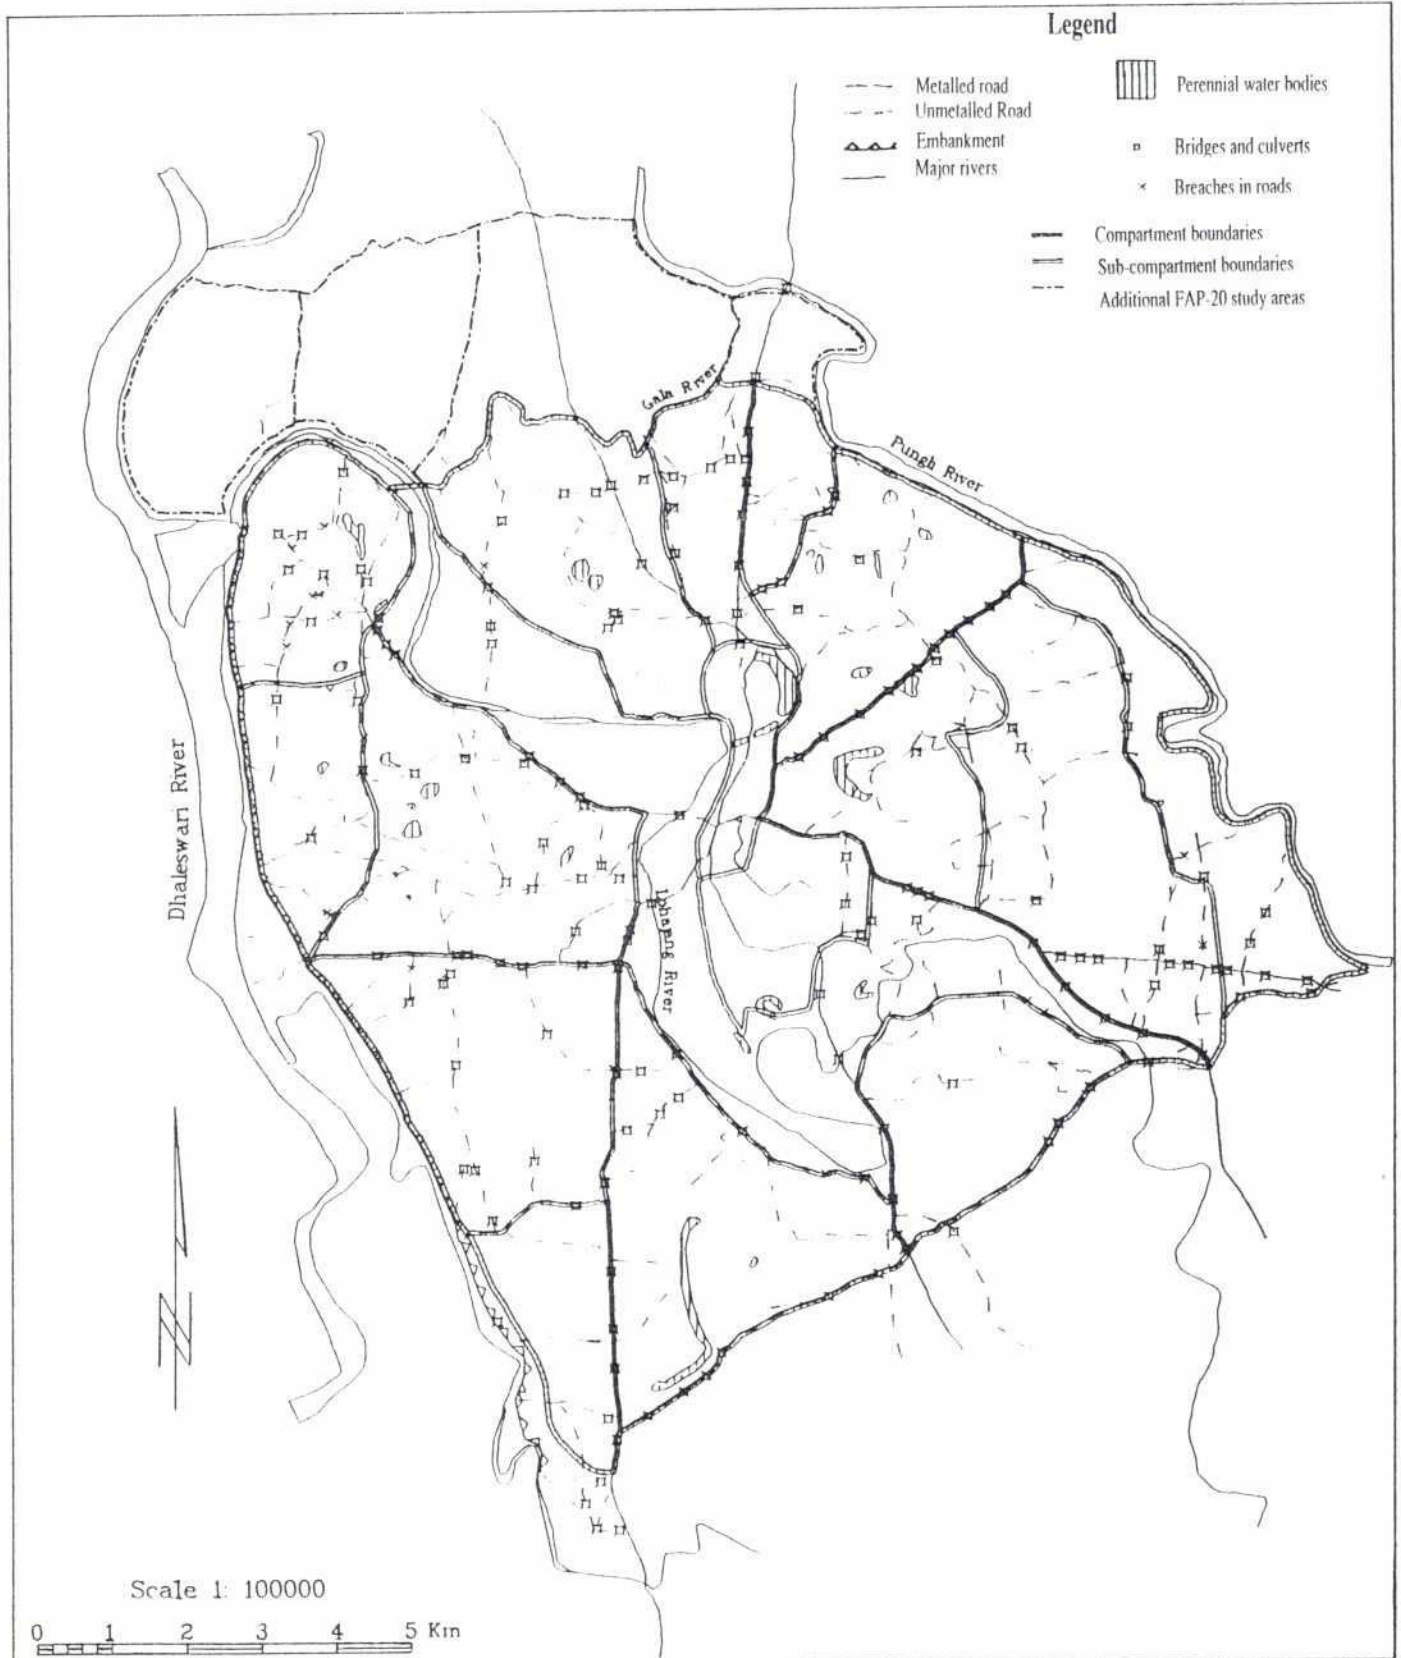 Legend
Metalled road
Unmetalled Road
Embankment
Major rivers
Perennial water bodies
Bridges and culverts
Breaches in roads
Compartment boundaries
Sub-compartment boundaries
Additional FAP-20 study areas
Gala River
Pungli River
Dhaleswari River
Lohajang River
Scale 1: 100000
0 1 2 3 4 5 Km